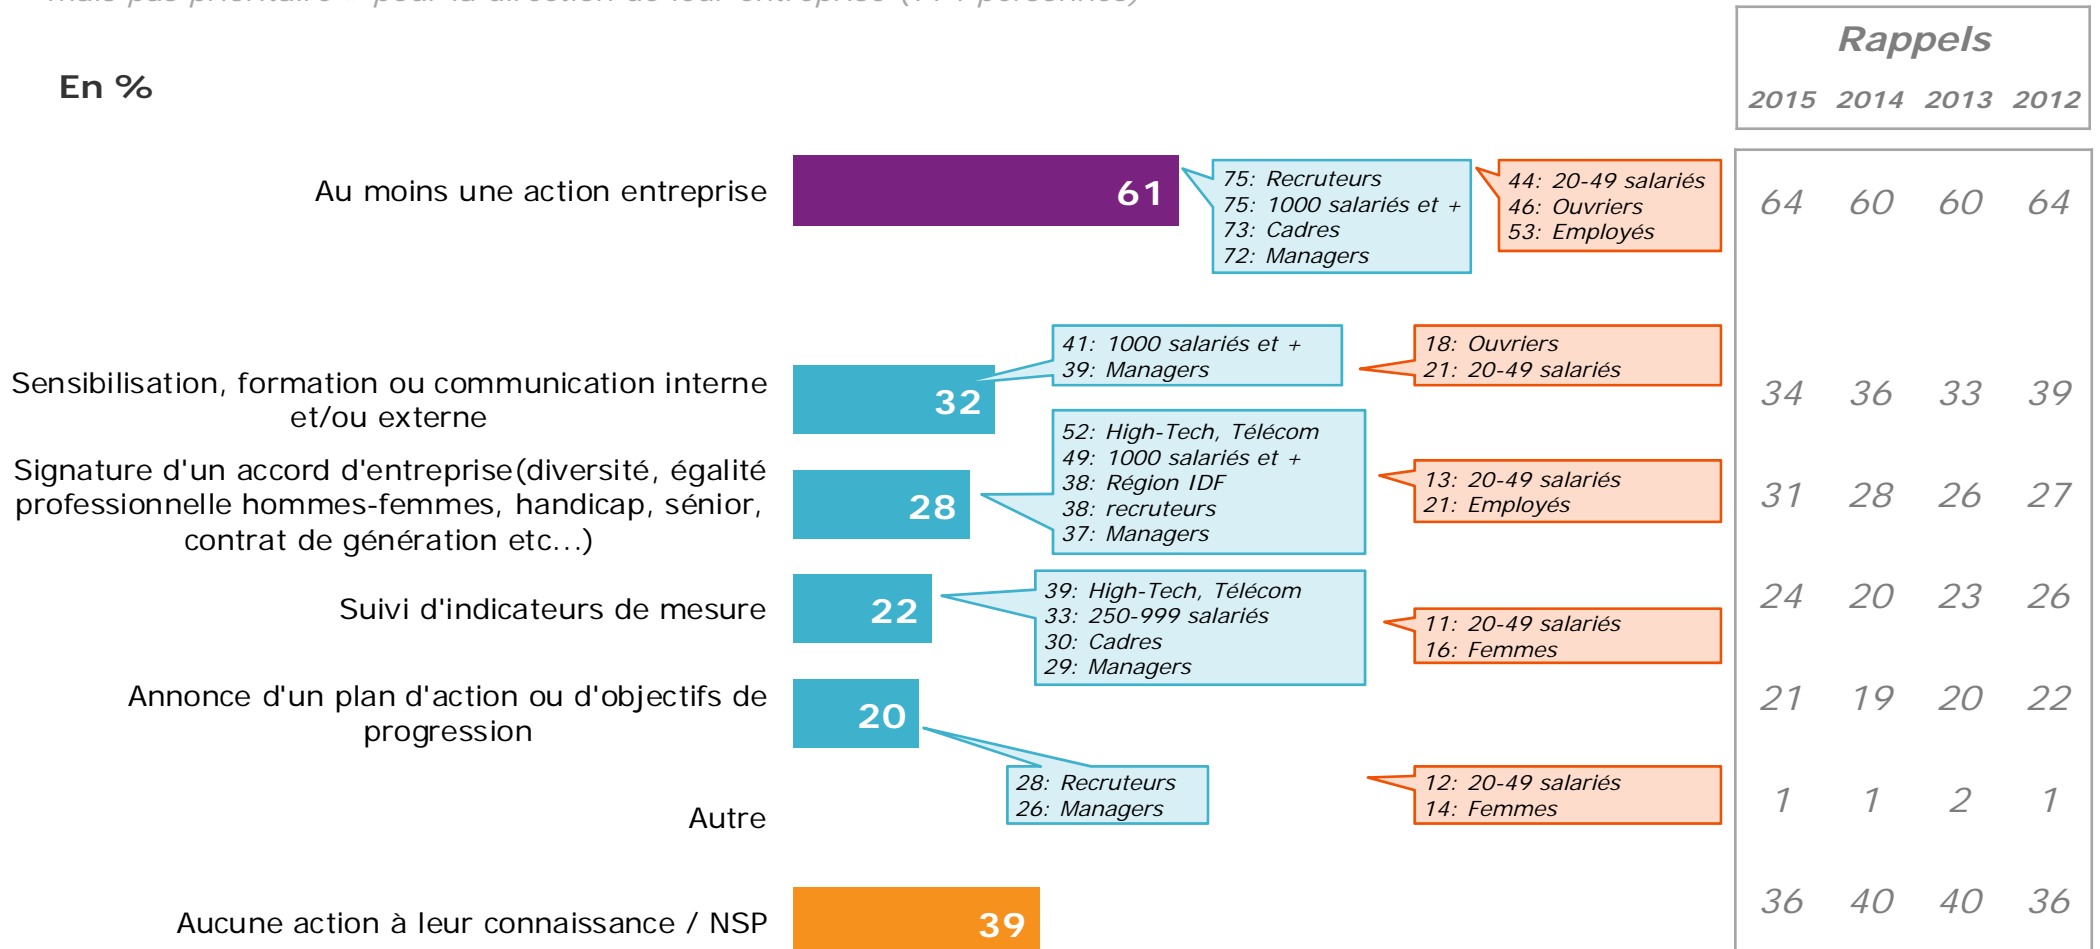 En %
Rappels
2015 2014 2013 2012
Au moins une action entreprise
61
75: Recruteurs
75: 1000 salariés et +
73: Cadres
72: Managers
44: 20-49 salariés
46: Ouvriers
53: Employés
64 60 60 64
Sensibilisation, formation ou communication interne
et/ou externe
32
41: 1000 salariés et +
39: Managers
18: Ouvriers
21: 20-49 salariés
34 36 33 39
Signature d'un accord d'entreprise(diversité, égalité
professionnelle hommes-femmes, handicap, sénior,
contrat de génération etc...)
28
52: High-Tech, Télécom
49: 1000 salariés et +
38: Région IDF
38: recruteurs
37: Managers
13: 20-49 salariés
21: Employés
31 28 26 27
Suivi d'indicateurs de mesure
22
39: High-Tech, Télécom
33: 250-999 salariés
30: Cadres
29: Managers
11: 20-49 salariés
16: Femmes
24 20 23 26
Annonce d'un plan d'action ou d'objectifs de
progression
20
28: Recruteurs
26: Managers
12: 20-49 salariés
14: Femmes
21 19 20 22
Autre
1 1 2 1
Aucune action à leur connaissance / NSP
39
36 40 40 36